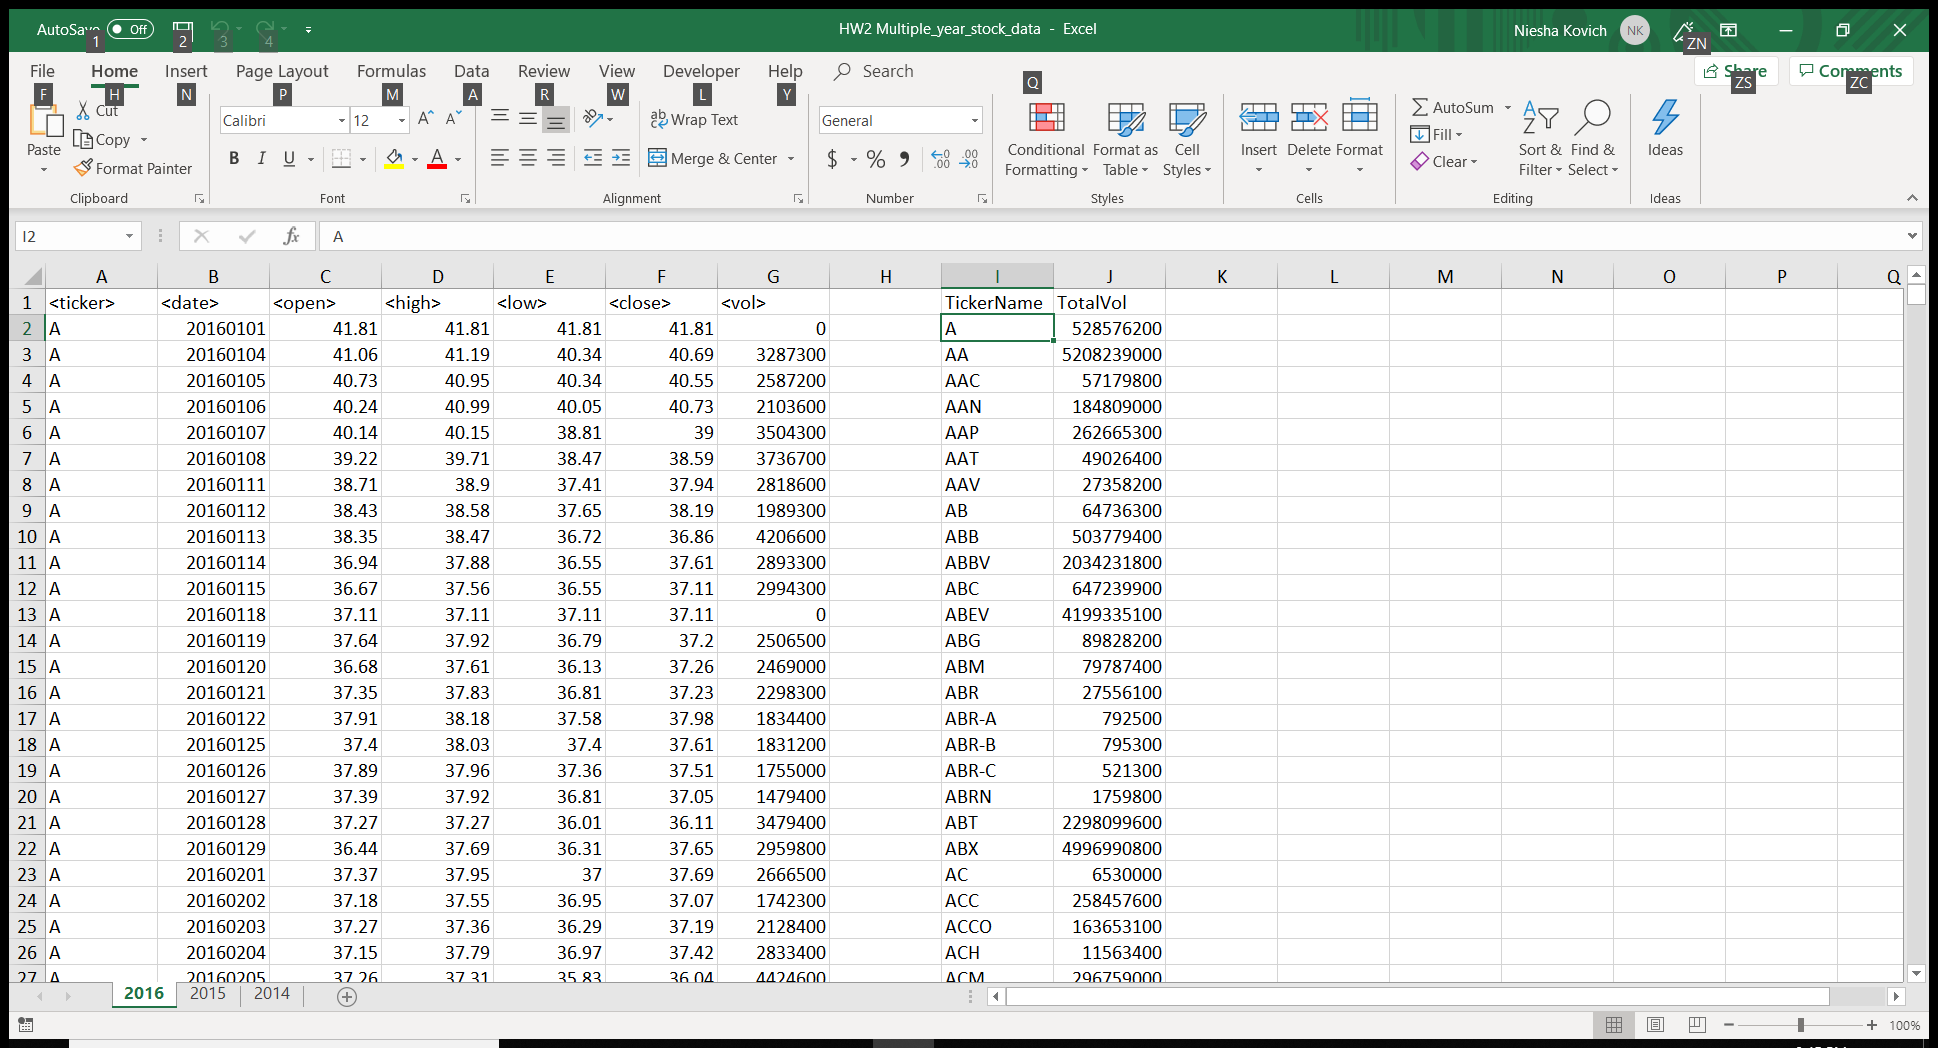 AutoSave Off HW2 Multiple_year_stock_data - Excel Niesha Kovich NK
1 2 3 4 ZN
File Home Insert Page Layout Formulas Data Review View Developer Help Search Share Comments
F H N P M A R W L Y Q ZS ZC
Cut
Copy
Format Painter
Paste
Calibri 12
B I U A
Wrap Text
Merge & Center
General
$ % 9
Conditional Formatting
Format as Table
Cell Styles
Insert Delete Format
AutoSum
Fill
Clear
Sort & Filter
Find & Select
Ideas
Clipboard Font Alignment Number Styles Cells Editing Ideas
I2 fx A
A B C D E F G H I J K L M N O P Q
1 <ticker> <date> <open> <high> <low> <close> <vol> TickerName TotalVol
2 A 20160101 41.81 41.81 41.81 41.81 0 A 528576200
3 A 20160104 41.06 41.19 40.34 40.69 3287300 AA 5208239000
4 A 20160105 40.73 40.95 40.34 40.55 2587200 AAC 57179800
5 A 20160106 40.24 40.99 40.05 40.73 2103600 AAN 184809000
6 A 20160107 40.14 40.15 38.81 39 3504300 AAP 262665300
7 A 20160108 39.22 39.71 38.47 38.59 3736700 AAT 49026400
8 A 20160111 38.71 38.9 37.41 37.94 2818600 AAV 27358200
9 A 20160112 38.43 38.58 37.65 38.19 1989300 AB 64736300
10 A 20160113 38.35 38.47 36.72 36.86 4206600 ABB 503779400
11 A 20160114 36.94 37.88 36.55 37.61 2893300 ABBV 2034231800
12 A 20160115 36.67 37.56 36.55 37.11 2994300 ABC 647239900
13 A 20160118 37.11 37.11 37.11 37.11 0 ABEV 4199335100
14 A 20160119 37.64 37.92 36.79 37.2 2506500 ABG 89828200
15 A 20160120 36.68 37.61 36.13 37.26 2469000 ABM 79787400
16 A 20160121 37.35 37.83 36.81 37.23 2298300 ABR 27556100
17 A 20160122 37.91 38.18 37.58 37.98 1834400 ABR-A 792500
18 A 20160125 37.4 38.03 37.4 37.61 1831200 ABR-B 795300
19 A 20160126 37.89 37.96 37.36 37.51 1755000 ABR-C 521300
20 A 20160127 37.39 37.92 36.81 37.05 1479400 ABRN 1759800
21 A 20160128 37.27 37.27 36.01 36.11 3479400 ABT 2298099600
22 A 20160129 36.44 37.69 36.31 37.65 2959800 ABX 4996990800
23 A 20160201 37.37 37.95 37 37.69 2666500 AC 6530000
24 A 20160202 37.18 37.55 36.95 37.07 1742300 ACC 258457600
25 A 20160203 37.27 37.36 36.29 37.19 2128400 ACCO 163653100
26 A 20160204 37.15 37.79 36.97 37.42 2833400 ACH 11563400
27 A 20160205 37.26 37.31 35.83 36.04 4424600 ACM 296759000
2016 2015 2014
100%